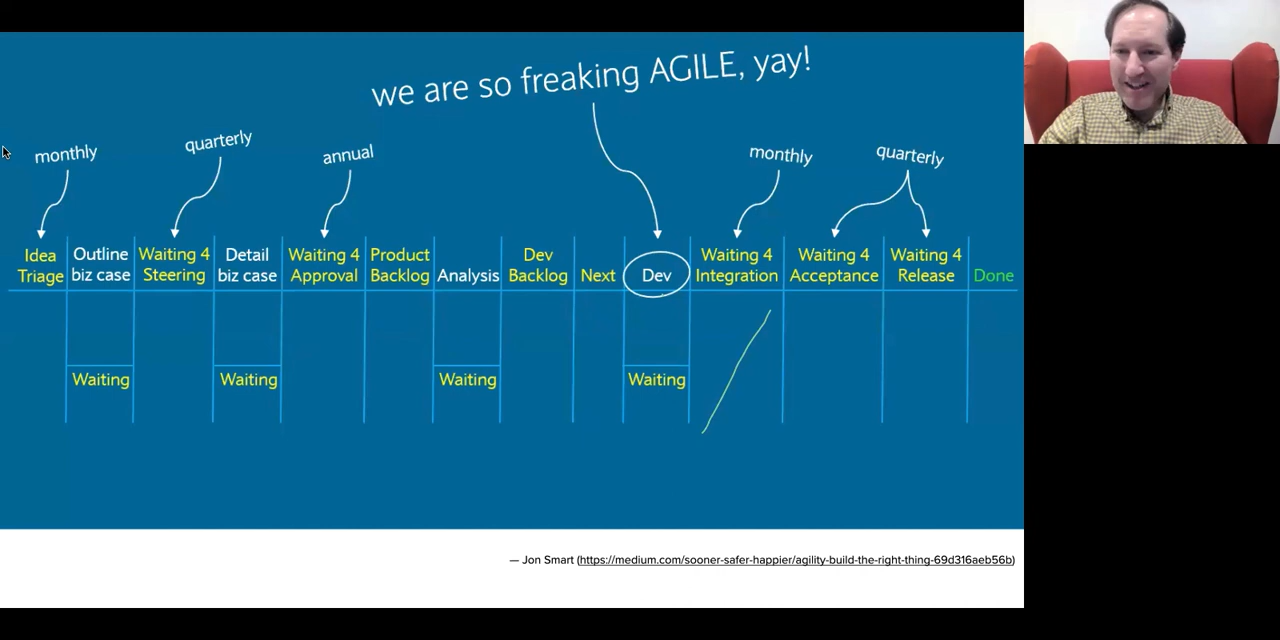 we are so freaking AGILE, yay!
monthly
quarterly
annual
monthly
quarterly
Idea Triage
Outline biz case
Waiting 4 Steering
Detail biz case
Waiting 4 Approval
Product Backlog
Analysis
Dev Backlog
Next
Dev
Waiting 4 Integration
Waiting 4 Acceptance
Waiting 4 Release
Done
Waiting
Waiting
Waiting
Waiting
— Jon Smart (https://medium.com/sooner-safer-happier/agility-build-the-right-thing-69d316aeb56b)